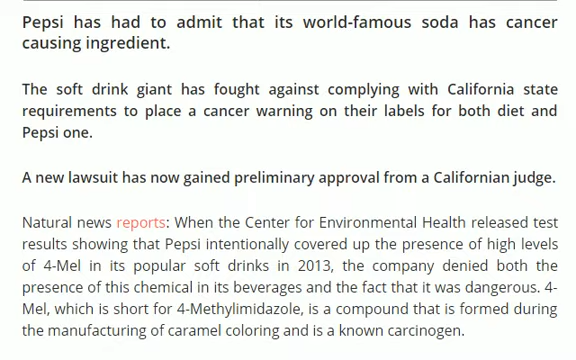 Pepsi has had to admit that its world-famous soda has cancer
causing ingredient.
The soft drink giant has fought against complying with California state
requirements to place a cancer warning on their labels for both diet and
Pepsi one.
A new lawsuit has now gained preliminary approval from a Californian judge.
Natural news reports: When the Center for Environmental Health released test
results showing that Pepsi intentionally covered up the presence of high levels
of 4-Mel in its popular soft drinks in 2013, the company denied both the
presence of this chemical in its beverages and the fact that it was dangerous. 4-
Mel, which is short for 4-Methylimidazole, is a compound that is formed during
the manufacturing of caramel coloring and is a known carcinogen.